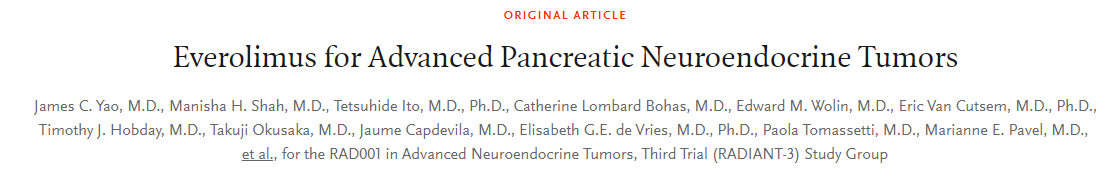 ORIGINAL ARTICLE
Everolimus for Advanced Pancreatic Neuroendocrine Tumors
James C. Yao, M.D., Manisha H. Shah, M.D., Tetsuhide Ito, M.D., Ph.D., Catherine Lombard Bohas, M.D., Edward M. Wolin, M.D., Eric Van Cutsem, M.D., Ph.D.,
Timothy J. Hobday, M.D., Takuji Okusaka, M.D., Jaume Capdevila, M.D., Elisabeth G.E. de Vries, M.D., Ph.D., Paola Tomassetti, M.D., Marianne E. Pavel, M.D.,
et al., for the RAD001 in Advanced Neuroendocrine Tumors, Third Trial (RADIANT-3) Study Group